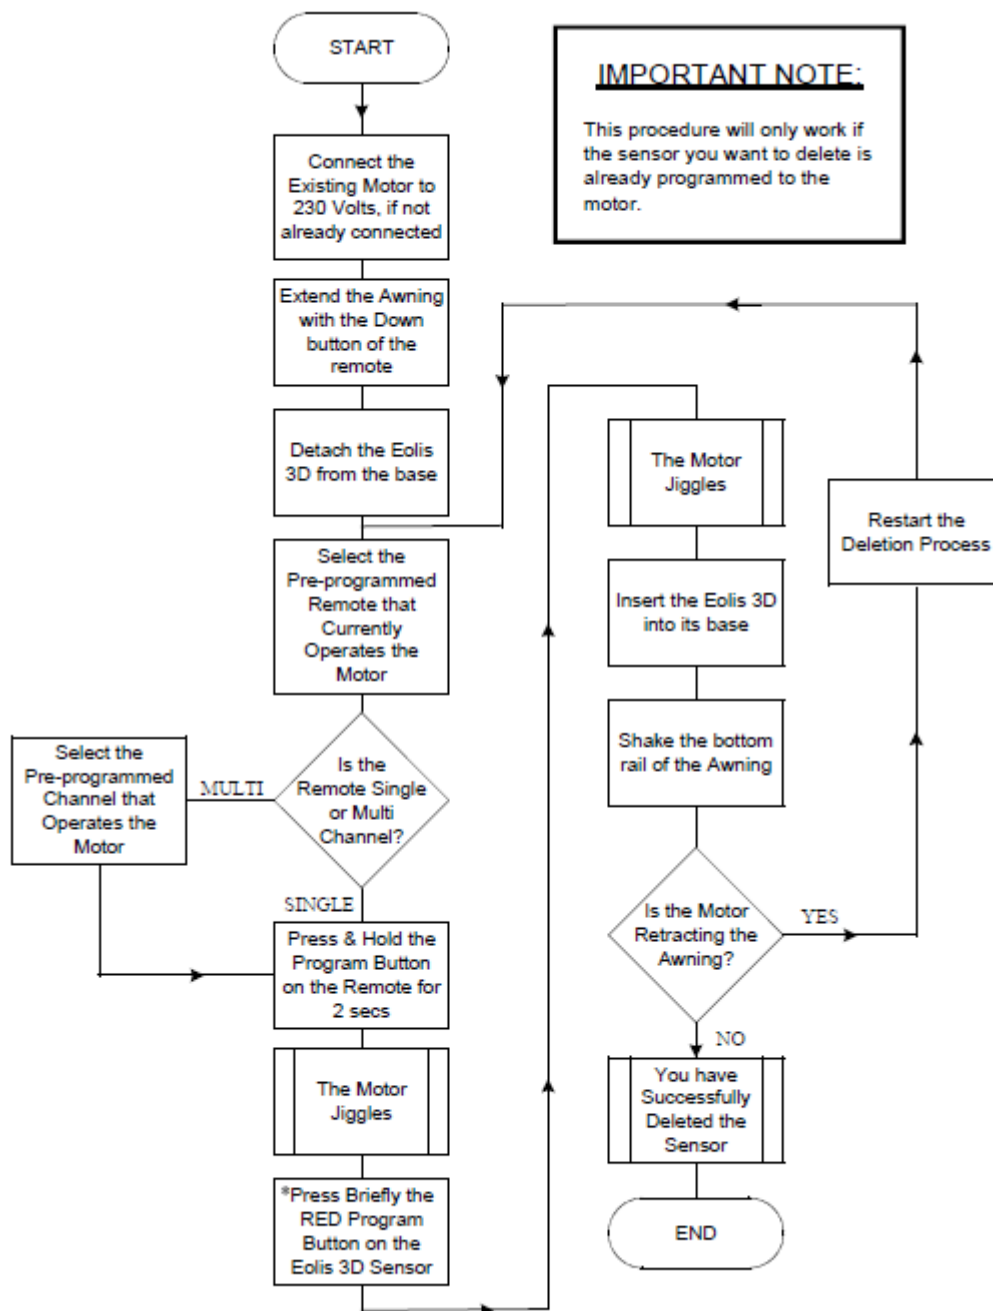 START
IMPORTANT NOTE:
This procedure will only work if
the sensor you want to delete is
already programmed to the
motor.
Connect the
Existing Motor to
230 Volts, if not
already connected
Extend the Awning
with the Down
button of the
remote
Detach the Eolis
3D from the base
Select the
Pre-programmed
Remote that
Currently
Operates the
Motor
Is the
Remote Single
or Multi
Channel?
MULTI
Select the
Pre-programmed
Channel that
Operates the
Motor
SINGLE
Press & Hold the
Program Button
on the Remote for
2 secs
The Motor
Jiggles
*Press Briefly the
RED Program
Button on the
Eolis 3D Sensor
The Motor
Jiggles
Insert the Eolis 3D
into its base
Shake the bottom
rail of the Awning
Is the Motor
Retracting the
Awning?
YES
Restart the
Deletion Process
NO
You have
Successfully
Deleted the
Sensor
END